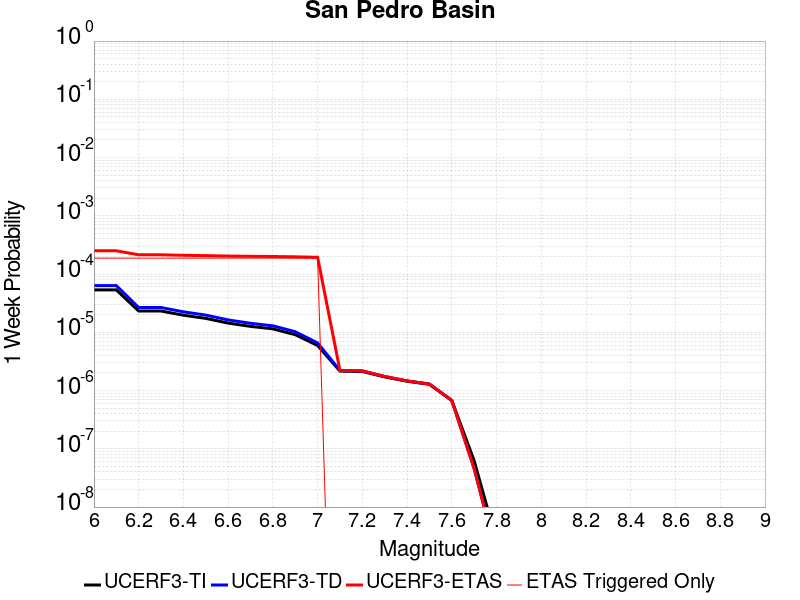 San Pedro Basin
10^0
10^-1
10^-2
10^-3
10^-4
10^-5
10^-6
10^-7
10^-8
1 Week Probability
6 6.2 6.4 6.6 6.8 7 7.2 7.4 7.6 7.8 8 8.2 8.4 8.6 8.8 9
Magnitude
UCERF3-TI UCERF3-TD UCERF3-ETAS ETAS Triggered Only